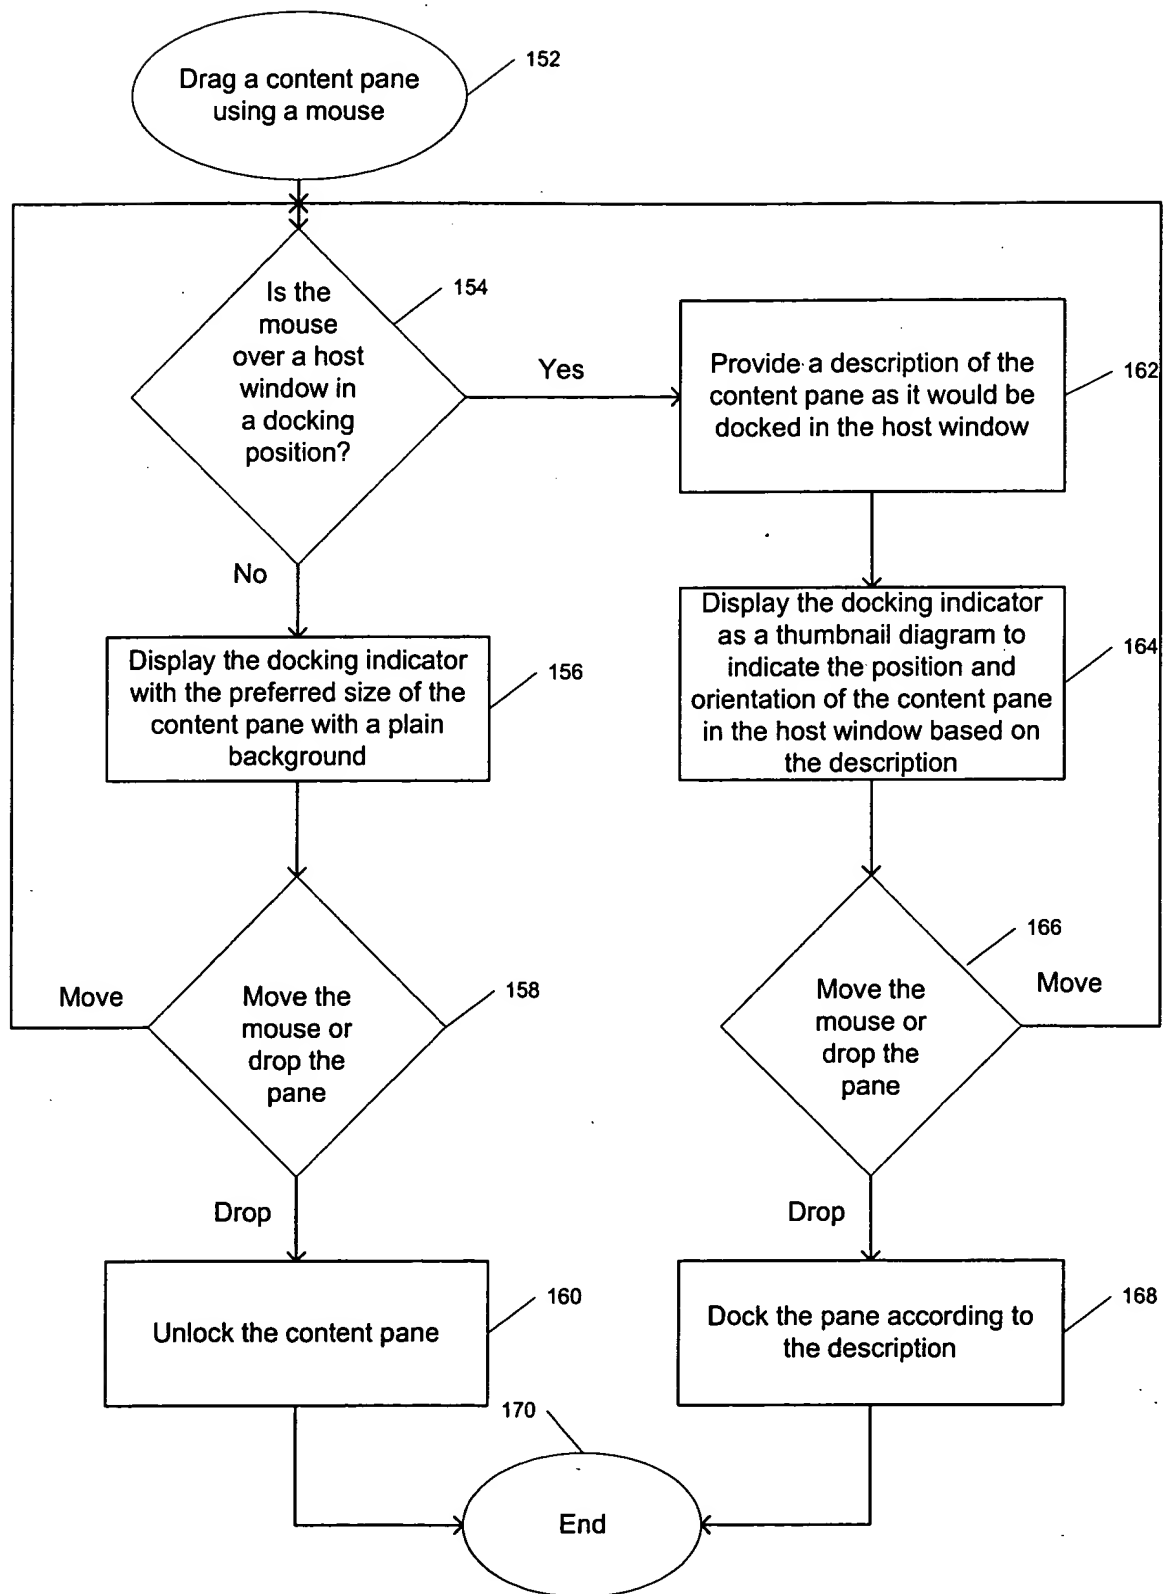 Drag a content pane
using a mouse
152
Is the
mouse
over a host
window in
a docking
position?
154
Yes
Provide a description of the
content pane as it would be
docked in the host window
162
No
Display the docking indicator
with the preferred size of the
content pane with a plain
background
156
Display the docking indicator
as a thumbnail diagram to
indicate the position and
orientation of the content pane
in the host window based on
the description
164
Move
Move the
mouse or
drop the
pane
158
Move the
mouse or
drop the
pane
166
Move
Drop
Drop
Unlock the content pane
160
Dock the pane according to
the description
168
170
End